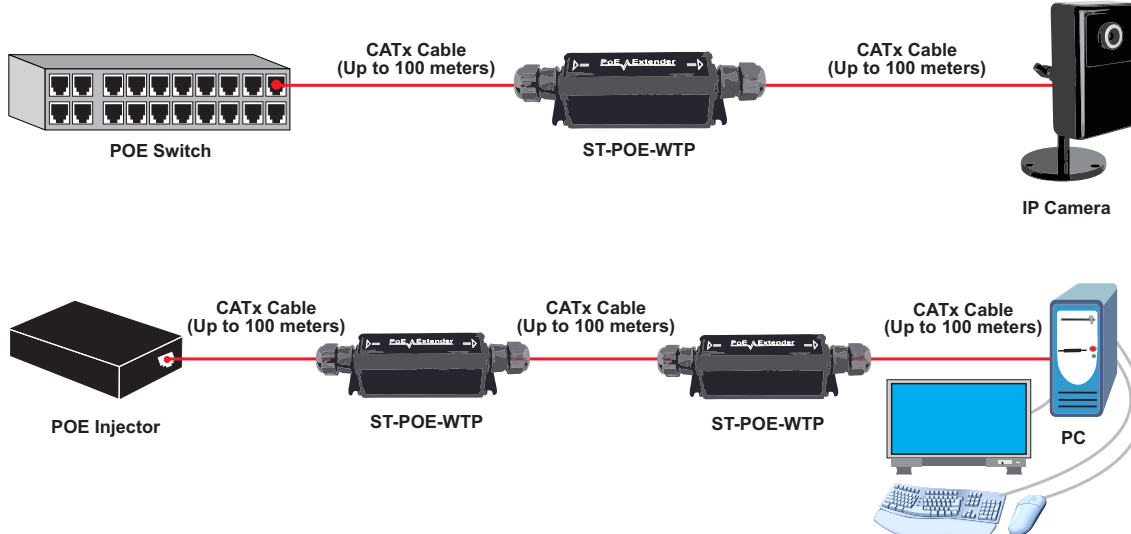 CATx Cable
(Up to 100 meters)
PoE Extender
CATx Cable
(Up to 100 meters)
POE Switch
ST-POE-WTP
IP Camera
CATx Cable
(Up to 100 meters)
PoE Extender
CATx Cable
(Up to 100 meters)
PoE Extender
CATx Cable
(Up to 100 meters)
POE Injector
ST-POE-WTP
ST-POE-WTP
PC